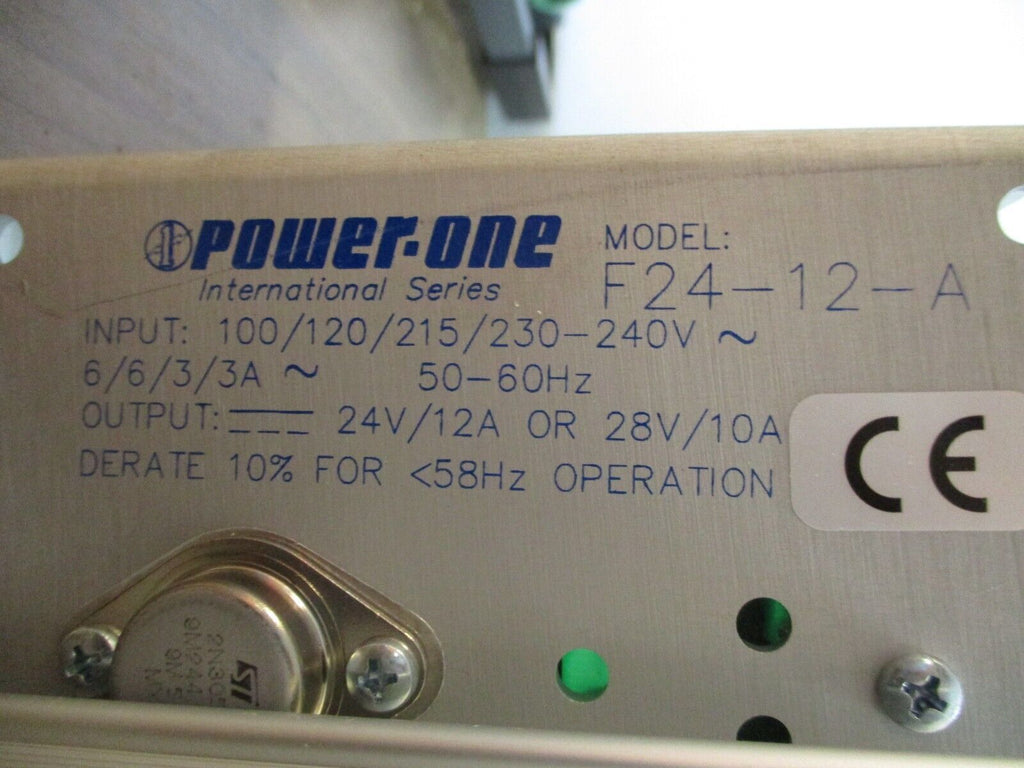 POWER-ONE
International Series
MODEL:
F24-12-A
INPUT: 100/120/215/230-240V ~
6/6/3/3A ~ 50-60Hz
OUTPUT: 24V/12A OR 28V/10A
DERATE 10% FOR <58Hz OPERATION
CE
ST